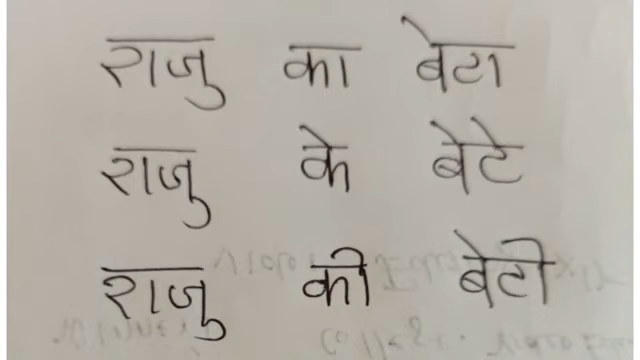 राजु का बेटा
राजु के बेटे
राजु की बेटी